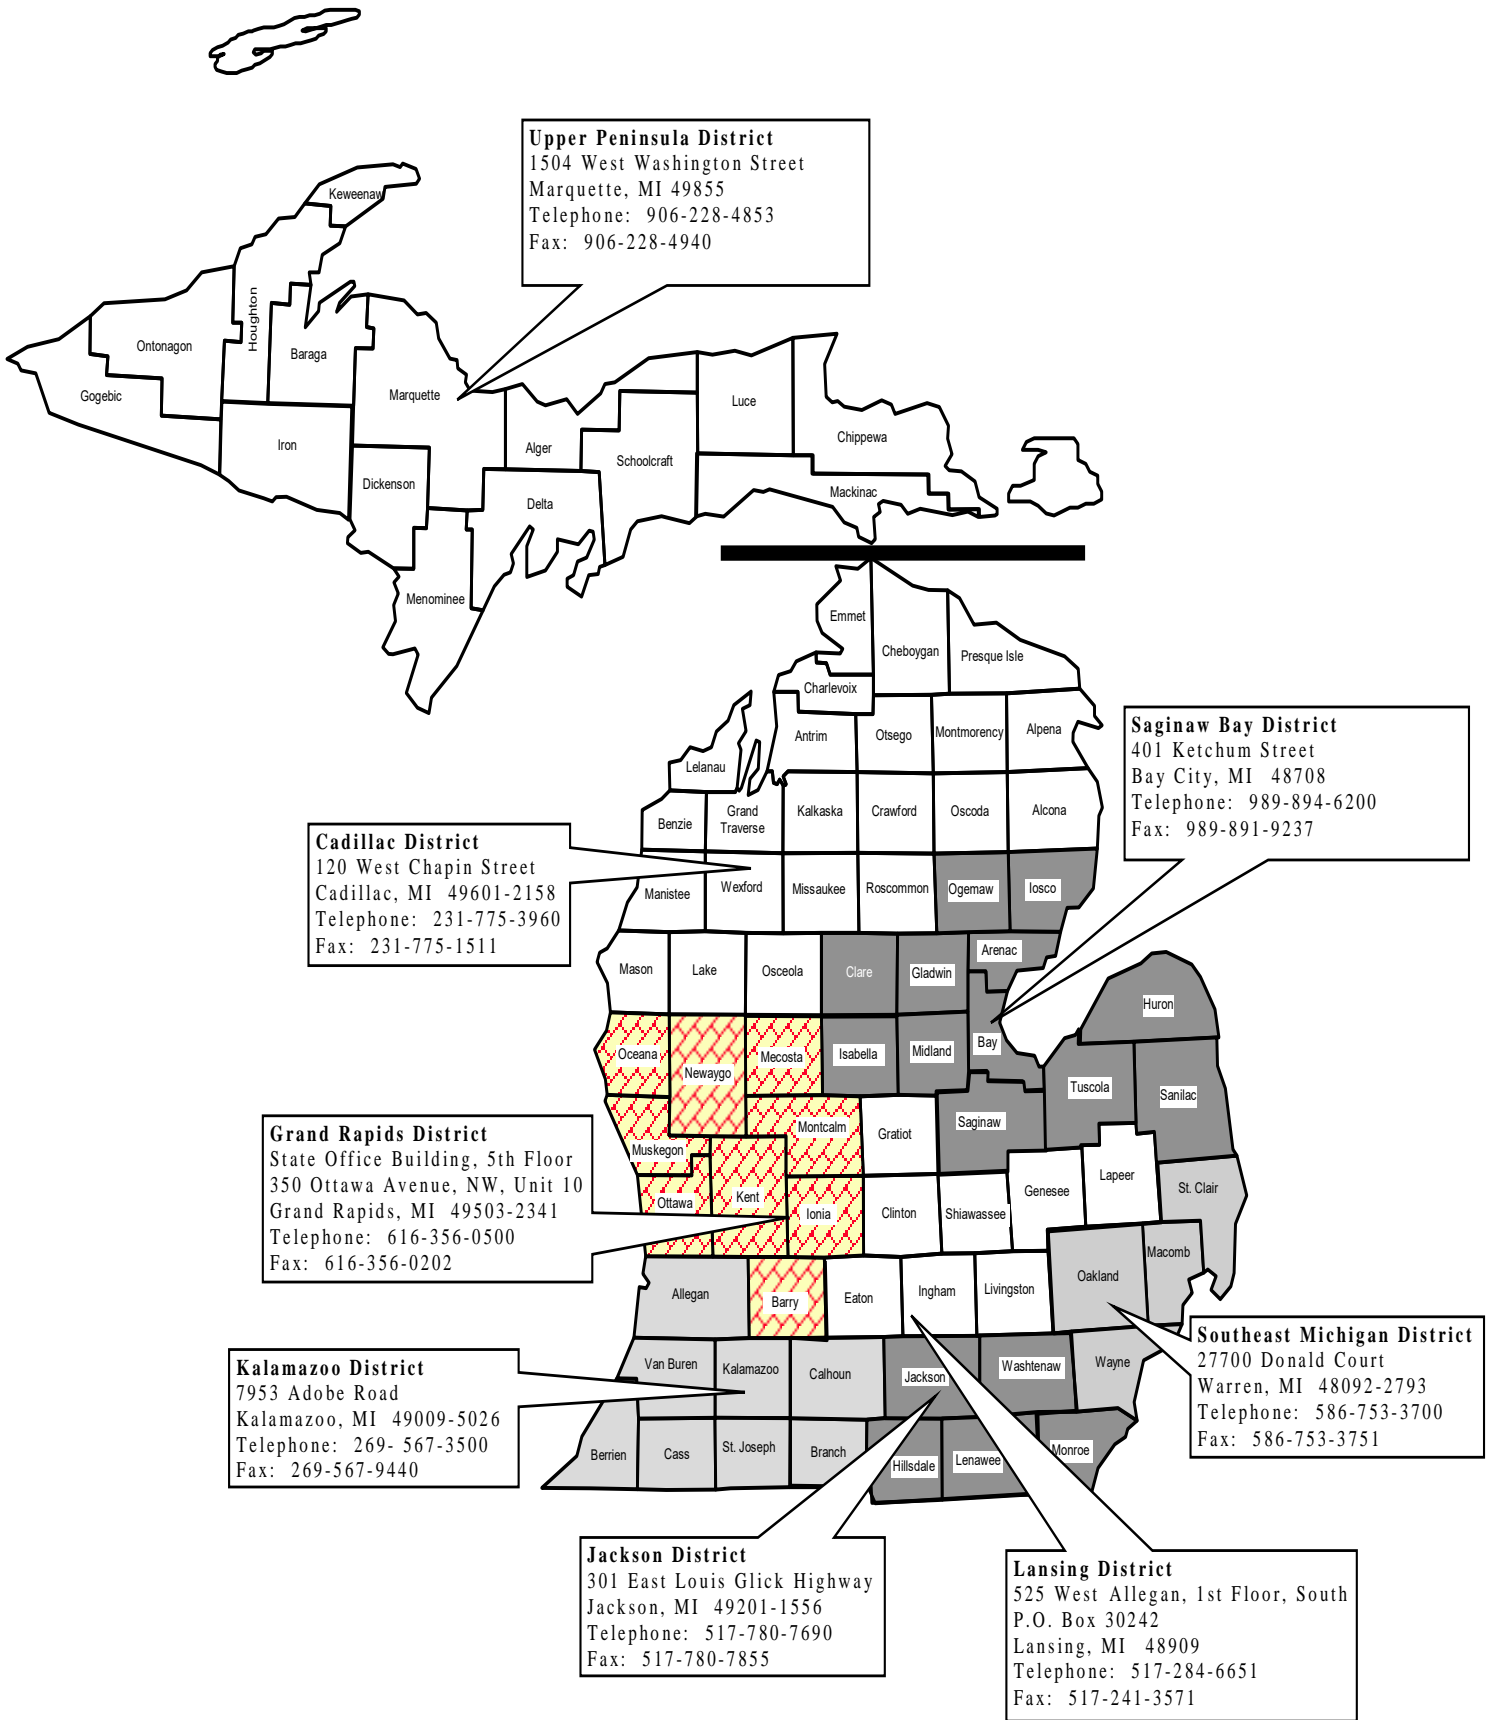 Upper Peninsula District
1504 West Washington Street
Marquette, MI 49855
Telephone: 906-228-4853
Fax: 906-228-4940
Keweenaw
Houghton
Ontonagon
Baraga
Gogebic
Marquette
Iron
Dickenson
Alger
Schoolcraft
Luce
Chippewa
Mackinac
Delta
Menominee
Emmet
Cheboygan
Presque Isle
Charlevoix
Antrim
Otsego
Montmorency
Alpena
Saginaw Bay District
401 Ketchum Street
Bay City, MI 48708
Telephone: 989-894-6200
Fax: 989-891-9237
Lelanau
Benzie
Grand
Traverse
Kalkaska
Crawford
Oscoda
Alcona
Cadillac District
120 West Chapin Street
Cadillac, MI 49601-2158
Telephone: 231-775-3960
Fax: 231-775-1511
Manistee
Wexford
Missaukee
Roscommon
Ogemaw
Iosco
Mason
Lake
Osceola
Clare
Gladwin
Arenac
Huron
Oceana
Newaygo
Mecosta
Isabella
Midland
Bay
Tuscola
Sanilac
Grand Rapids District
State Office Building, 5th Floor
350 Ottawa Avenue, NW, Unit 10
Grand Rapids, MI 49503-2341
Telephone: 616-356-0500
Fax: 616-356-0202
Muskegon
Montcalm
Gratiot
Saginaw
Ottawa
Kent
Ionia
Clinton
Shiawassee
Genesee
Lapeer
St. Clair
Allegan
Barry
Eaton
Ingham
Livingston
Oakland
Macomb
Southeast Michigan District
27700 Donald Court
Warren, MI 48092-2793
Telephone: 586-753-3700
Fax: 586-753-3751
Kalamazoo District
7953 Adobe Road
Kalamazoo, MI 49009-5026
Telephone: 269- 567-3500
Fax: 269-567-9440
Van Buren
Kalamazoo
Calhoun
Jackson
Washtenaw
Wayne
Berrien
Cass
St. Joseph
Branch
Hillsdale
Lenawee
Monroe
Jackson District
301 East Louis Glick Highway
Jackson, MI 49201-1556
Telephone: 517-780-7690
Fax: 517-780-7855
Lansing District
525 West Allegan, 1st Floor, South
P.O. Box 30242
Lansing, MI 48909
Telephone: 517-284-6651
Fax: 517-241-3571